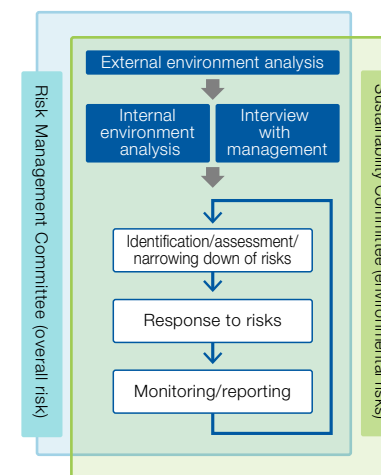 External environment analysis
Internal
environment
analysis
Interview
with
management
Identification/assessment/
narrowing down of risks
Response to risks
Monitoring/reporting
Risk Management Committee (overall risk)
Sustainability Committee (environmental risks)